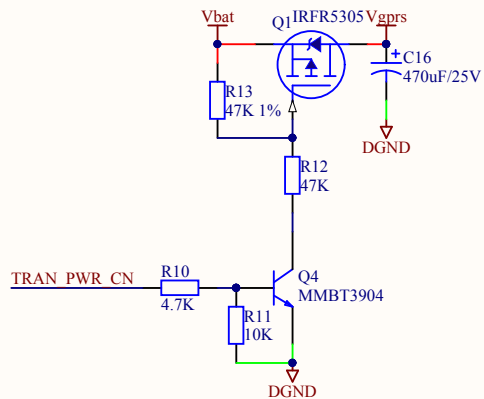 Vbat
Q1
IRFR5305
Vgprs
C16
470uF/25V
R13
47K 1%
DGND
R12
47K
Q4
MMBT3904
TRAN_PWR_CN
R10
4.7K
R11
10K
DGND